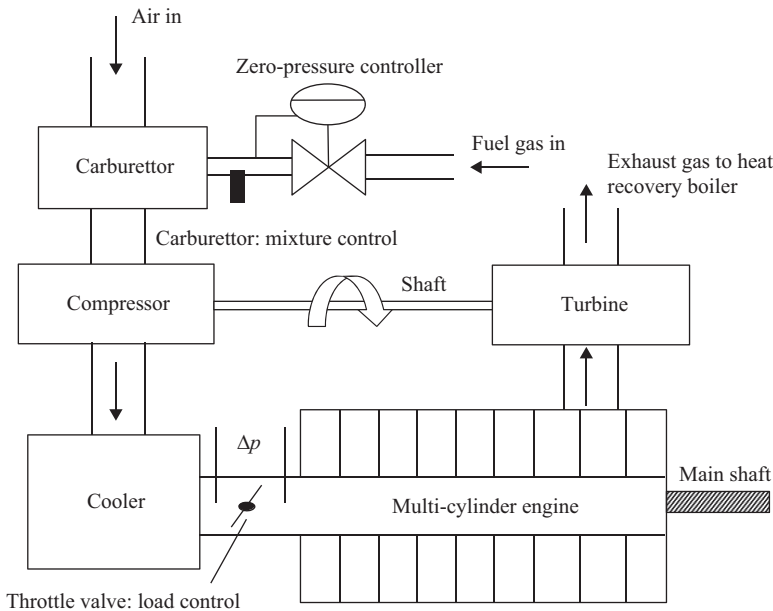 Air in
Zero-pressure controller
Fuel gas in
Carburettor
Exhaust gas to heat
recovery boiler
Carburettor: mixture control
Compressor
Shaft
Turbine
Δp
Cooler
Multi-cylinder engine
Main shaft
Throttle valve: load control